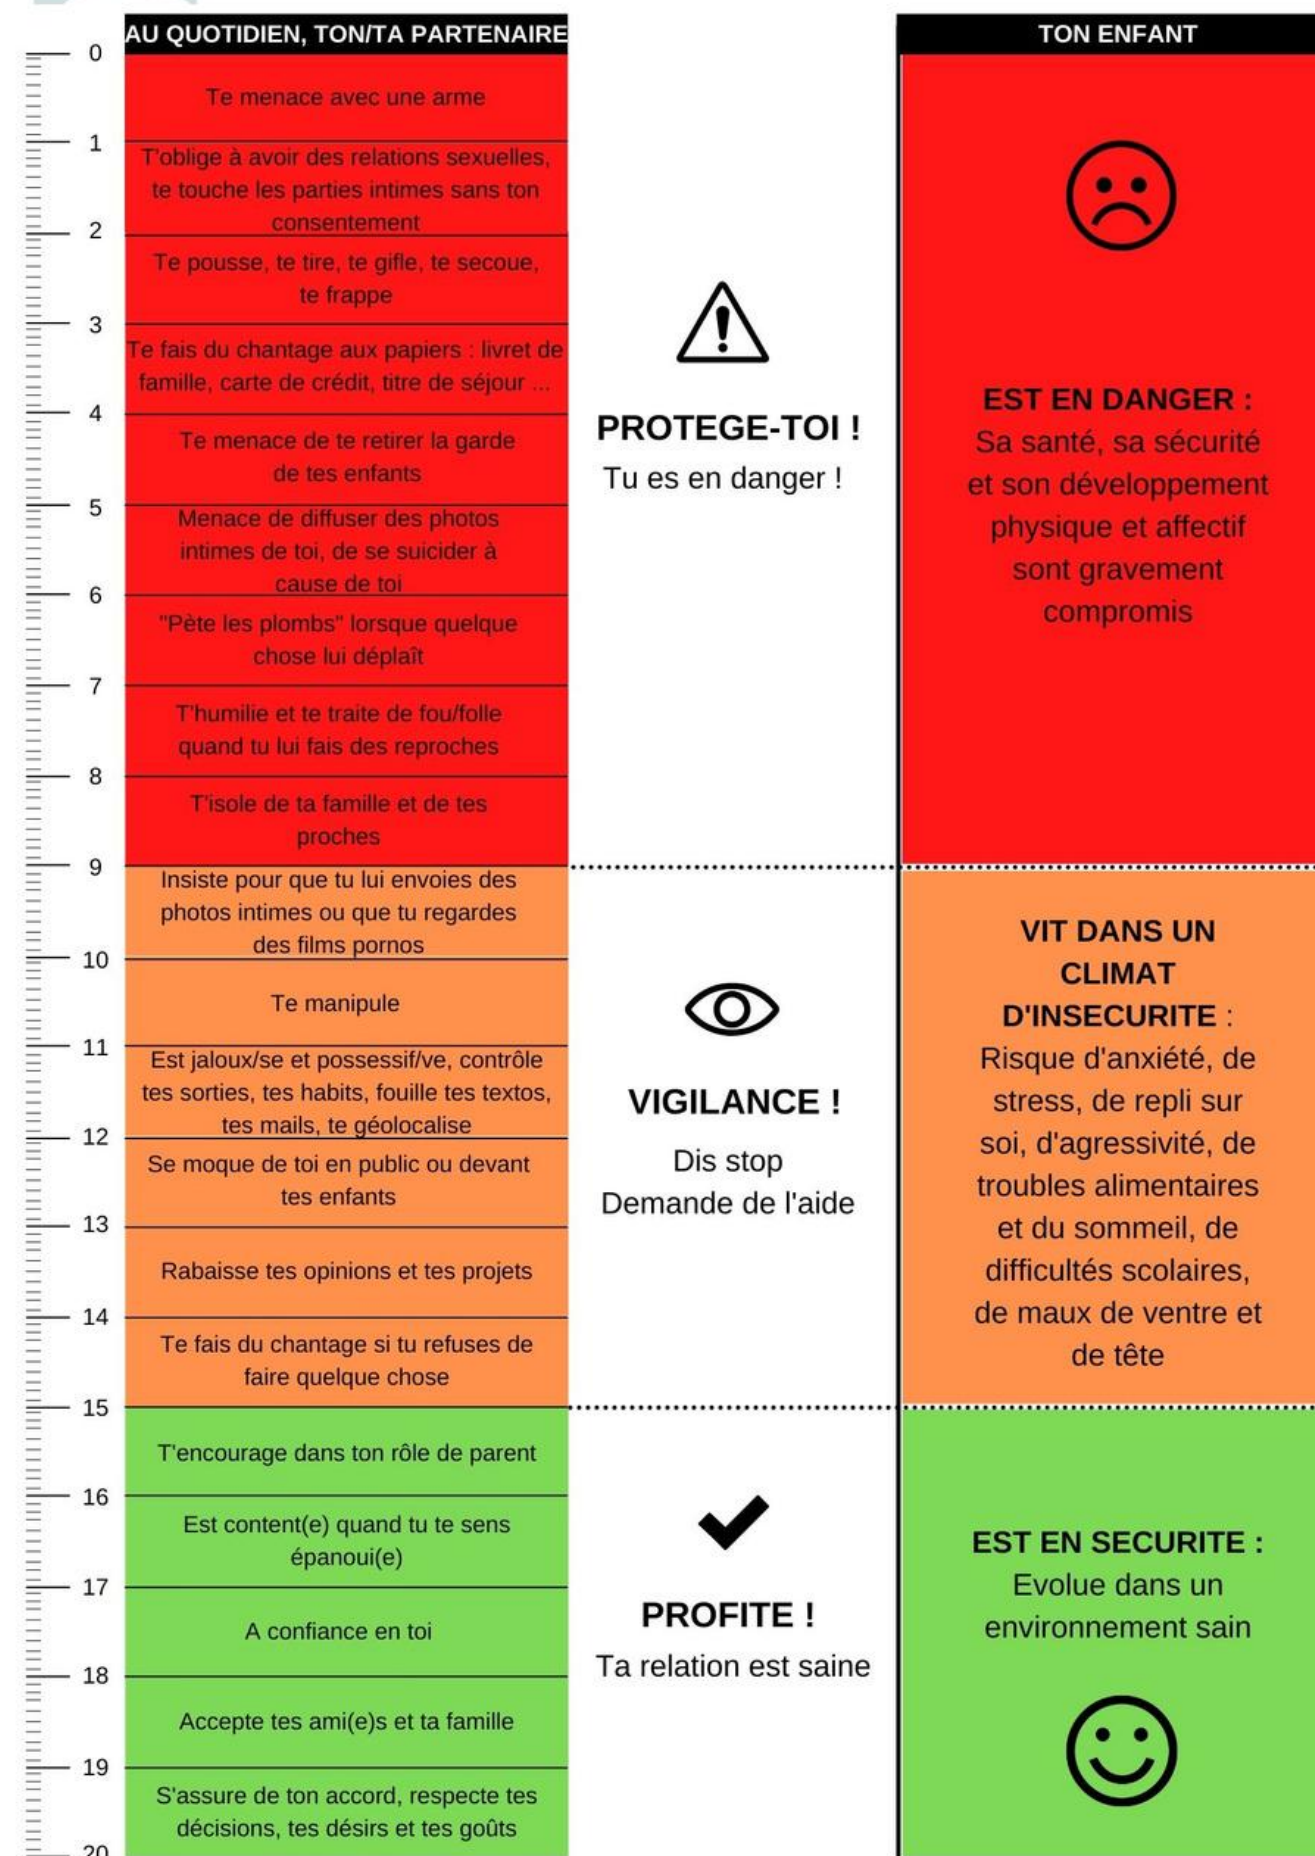 AU QUOTIDIEN, TON/TA PARTENAIRE
TON ENFANT
0
Te menace avec une arme
1
T'oblige à avoir des relations sexuelles,
te touche les parties intimes sans ton
consentement
2
Te pousse, te tire, te gifle, te secoue,
te frappe
3
Te fais du chantage aux papiers : livret de
famille, carte de crédit, titre de séjour ...
4
Te menace de te retirer la garde
de tes enfants
5
Menace de diffuser des photos
intimes de toi, de se suicider à
cause de toi
6
"Pète les plombs" lorsque quelque
chose lui déplaît
7
T'humilie et te traite de fou/folle
quand tu lui fais des reproches
8
T'isole de ta famille et de tes
proches
9
PROTEGE-TOI !
Tu es en danger !
EST EN DANGER :
Sa santé, sa sécurité
et son développement
physique et affectif
sont gravement
compromis
Insiste pour que tu lui envoies des
photos intimes ou que tu regardes
des films pornos
10
Te manipule
11
Est jaloux/se et possessif/ve, contrôle
tes sorties, tes habits, fouille tes textos,
tes mails, te géolocalise
12
Se moque de toi en public ou devant
tes enfants
13
Rabaisse tes opinions et tes projets
14
Te fais du chantage si tu refuses de
faire quelque chose
15
VIGILANCE !
Dis stop
Demande de l'aide
VIT DANS UN
CLIMAT
D'INSECURITE :
Risque d'anxiété, de
stress, de repli sur
soi, d'agressivité, de
troubles alimentaires
et du sommeil, de
difficultés scolaires,
de maux de ventre et
de tête
T'encourage dans ton rôle de parent
16
Est content(e) quand tu te sens
épanoui(e)
17
A confiance en toi
18
Accepte tes ami(e)s et ta famille
19
S'assure de ton accord, respecte tes
décisions, tes désirs et tes goûts
20
PROFITE !
Ta relation est saine
EST EN SECURITE :
Evolue dans un
environnement sain